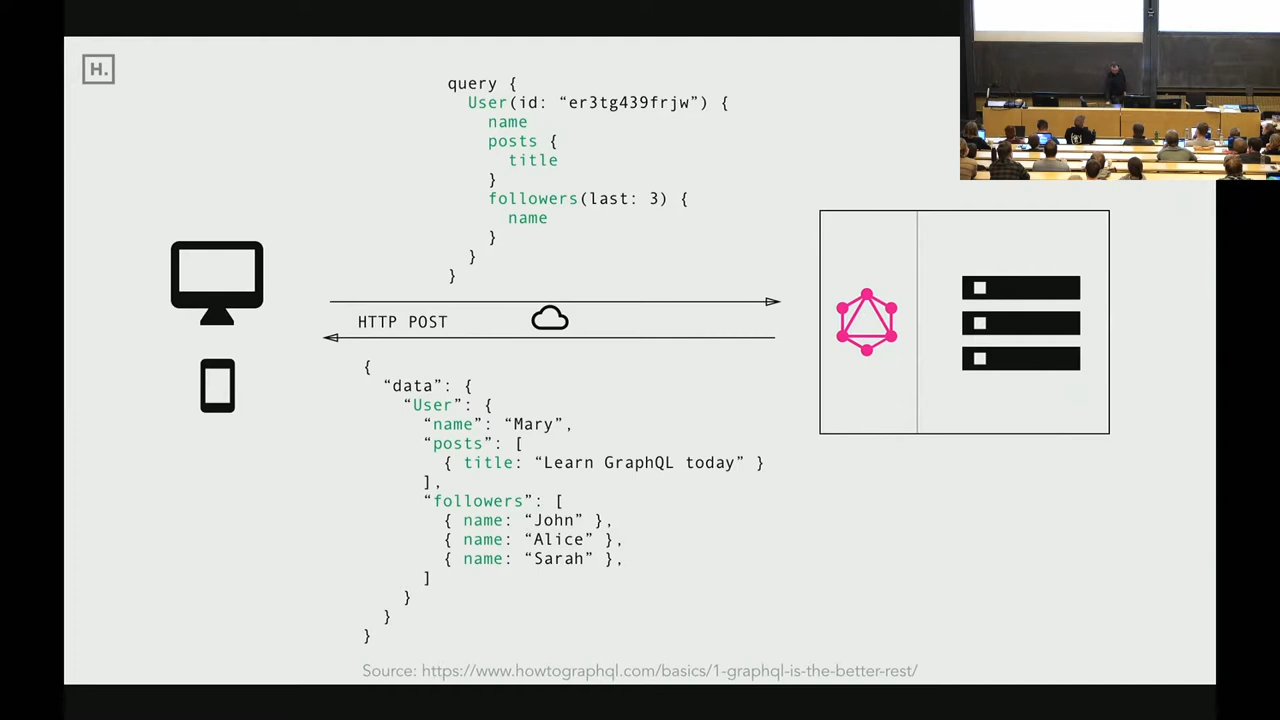 H.
query {
User(id: “er3tg439frjw”) {
name
posts {
title
}
followers(last: 3) {
name
}
}
}
HTTP POST
{
“data”: {
“User”: {
“name”: “Mary”,
“posts”: [
{ title: “Learn GraphQL today” }
],
“followers”: [
{ name: “John” },
{ name: “Alice” },
{ name: “Sarah” },
]
}
}
}
Source: https://www.howtographql.com/basics/1-graphql-is-the-better-rest/